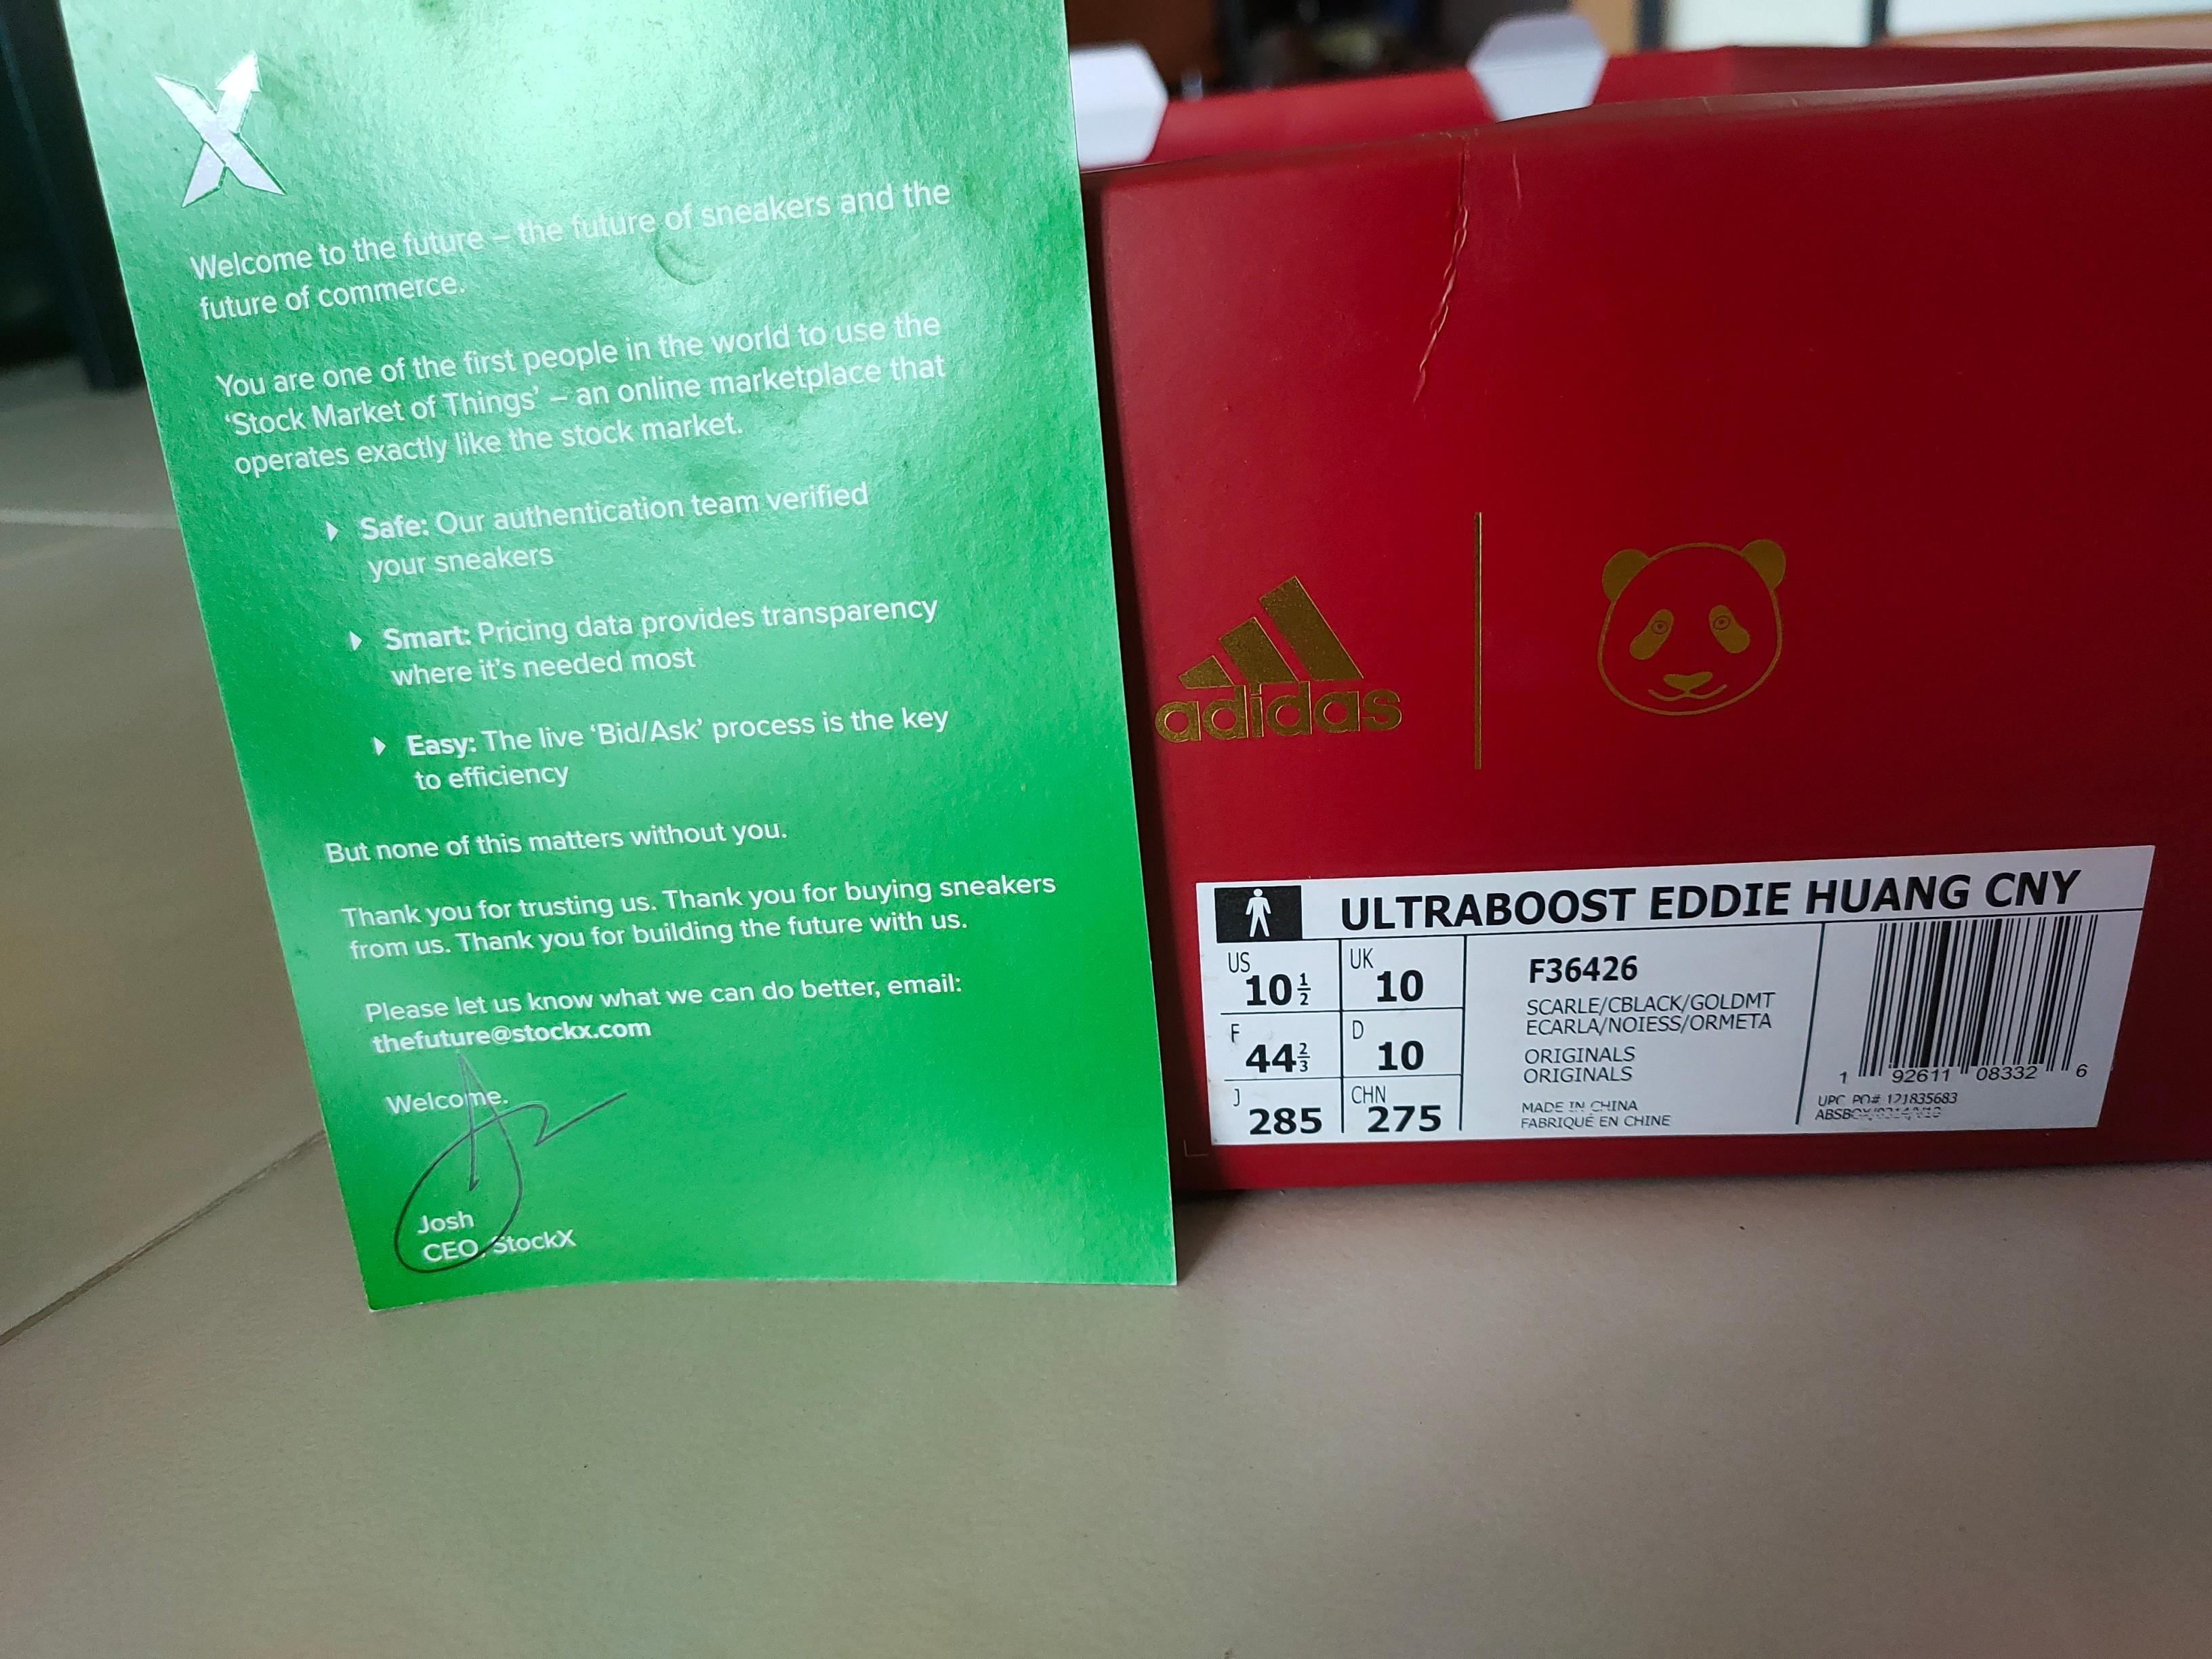 Welcome to the future – the future of sneakers and the
future of commerce.
You are one of the first people in the world to use the
‘Stock Market of Things’ – an online marketplace that
operates exactly like the stock market.
Safe: Our authentication team verified
your sneakers
Smart: Pricing data provides transparency
where it’s needed most
Easy: The live ‘Bid/Ask’ process is the key
to efficiency
But none of this matters without you.
Thank you for trusting us. Thank you for buying sneakers
from us. Thank you for building the future with us.
Please let us know what we can do better, email:
thefuture@stockx.com
Welcome.
Josh
CEO, StockX
adidas
ULTRABOOST EDDIE HUANG CNY
US 10½ UK 10
F 44⅔ D 10
J 285 CHN 275
F36426
SCARLE/CBLACK/GOLDMT
ECARLA/NOIESS/ORMETA
ORIGINALS
ORIGINALS
MADE IN CHINA
FABRIQUÉ EN CHINE
1 92611 08332 6
UPC PO# 121835683